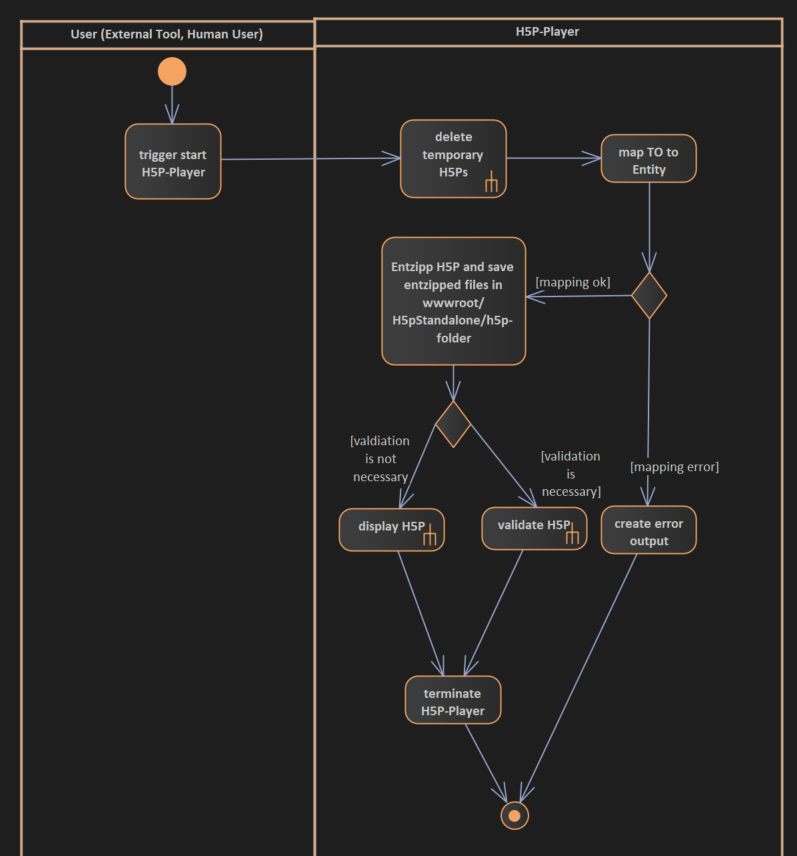 User (External Tool, Human User)
H5P-Player
trigger start
H5P-Player
delete
temporary
H5Ps
map TO to
Entity
Entzipp H5P and save
entzipped files in
wwwroot/
H5pStandalone/h5p-
folder
[mapping ok]
[valdiation
is not
necessary
[validation
is
necessary]
[mapping error]
display H5P
validate H5P
create error
output
terminate
H5P-Player